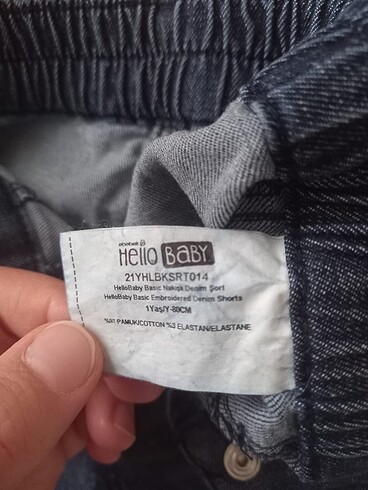 ebebek
Hello BABY
21YHLBKSRT014
HelloBaby Basic Nakışlı Denim Şort
HelloBaby Basic Embroidered Denim Shorts
1Yaş/Y-80CM
%97 PAMUK/COTTON %3 ELASTAN/ELASTANE